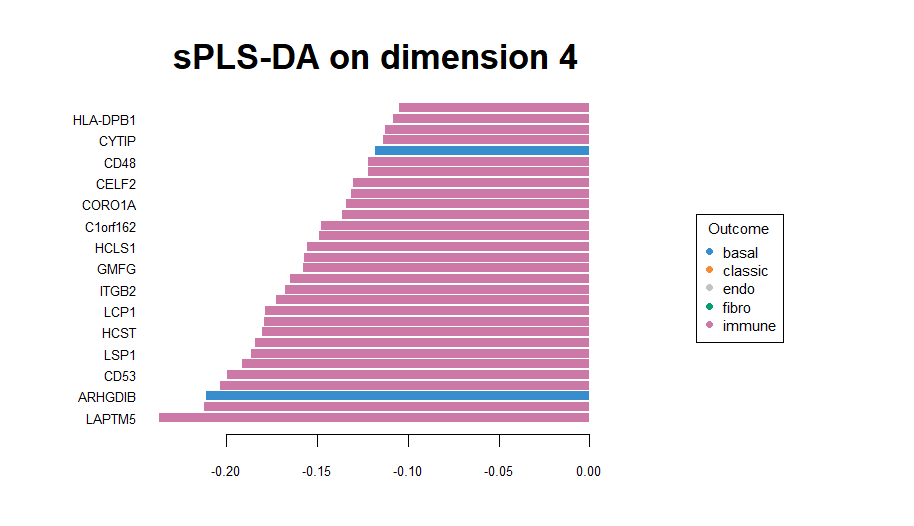 sPLS-DA on dimension 4
HLA-DPB1
CYTIP
CD48
CELF2
CORO1A
C1orf162
HCLS1
GMFG
ITGB2
LCP1
HCST
LSP1
CD53
ARHGDIB
LAPTM5
-0.20 -0.15 -0.10 -0.05 0.00
Outcome
basal
classic
endo
fibro
immune